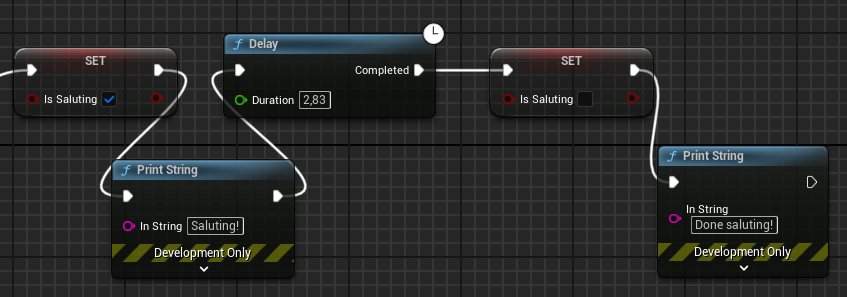 SET
Is Saluting
Delay
Completed
Duration 2,83
SET
Is Saluting
Print String
In String Saluting!
Development Only
Print String
In String
Done saluting!
Development Only